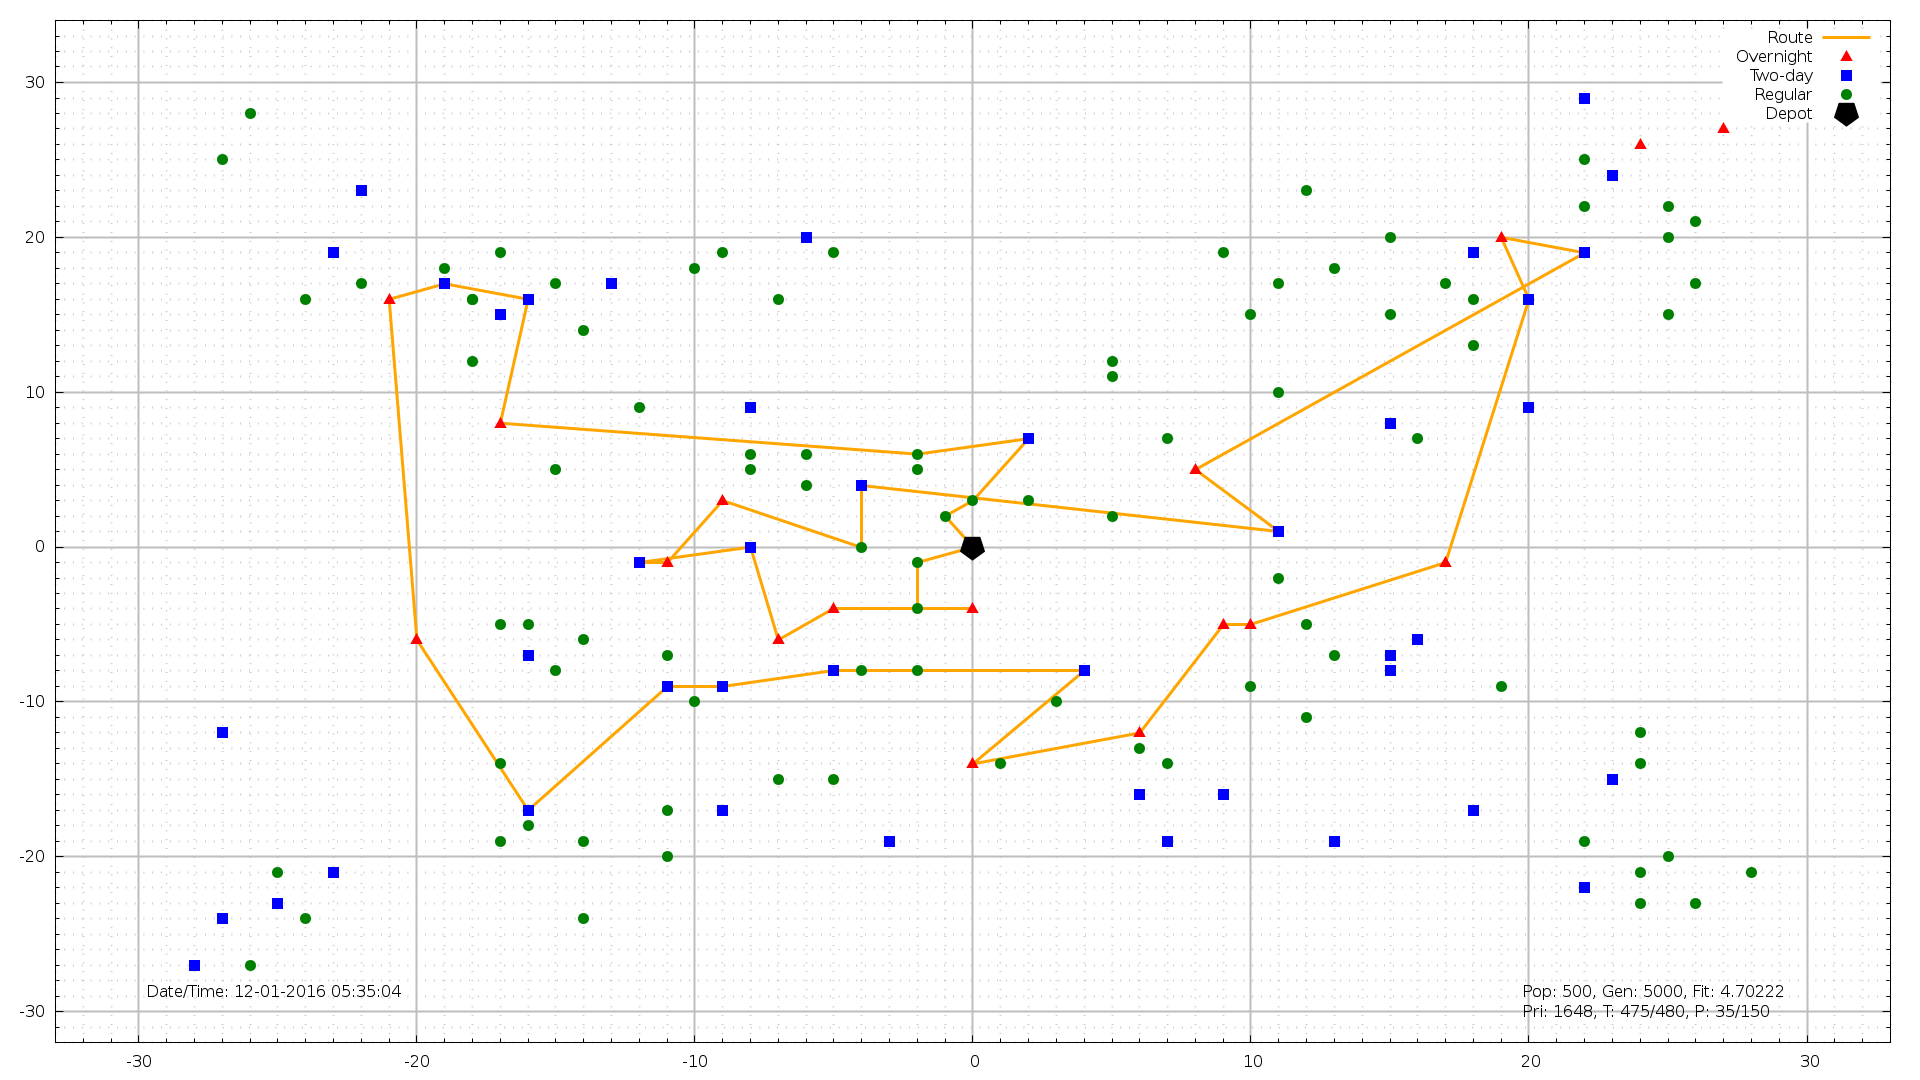 Route
Overnight
Two-day
Regular
Depot
30
20
10
0
-10
-20
-30
Date/Time: 12-01-2016 05:35:04
Pop: 500, Gen: 5000, Fit: 4.70222
Pri: 1648, T: 475/480, P: 35/150
-30 -20 -10 0 10 20 30